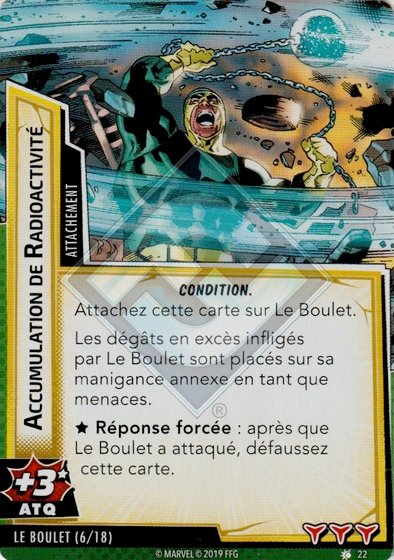 ACCUMULATION DE RADIOACTIVITÉ
ATTACHEMENT
CONDITION.
Attachez cette carte sur Le Boulet.
Les dégâts en excès infligés
par Le Boulet sont placés sur sa
manigance annexe en tant que
menaces.
★ Réponse forcée : après que
Le Boulet a attaqué, défaussez
cette carte.
®
+3★
ATQ
LE BOULET (6/18)
© MARVEL © 2019 FFG
22